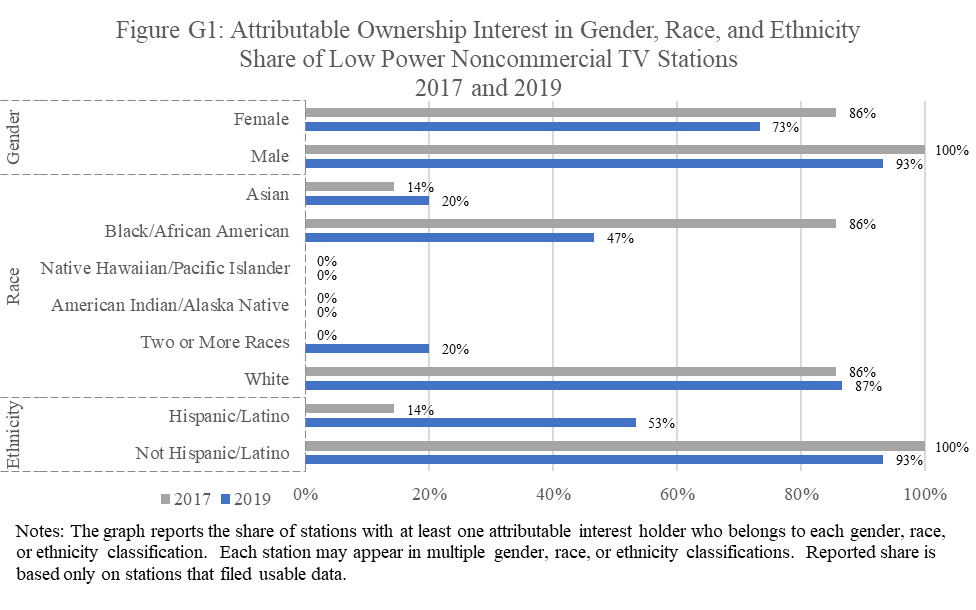 Figure G1: Attributable Ownership Interest in Gender, Race, and Ethnicity
Share of Low Power Noncommercial TV Stations
2017 and 2019
Gender
Female
86%
73%
Male
100%
93%
Race
Asian
14%
20%
Black/African American
86%
47%
Native Hawaiian/Pacific Islander
0%
0%
American Indian/Alaska Native
0%
0%
Two or More Races
0%
20%
White
86%
87%
Ethnicity
Hispanic/Latino
14%
53%
Not Hispanic/Latino
100%
93%
2017 2019
0% 20% 40% 60% 80% 100%
Notes: The graph reports the share of stations with at least one attributable interest holder who belongs to each gender, race,
or ethnicity classification. Each station may appear in multiple gender, race, or ethnicity classifications. Reported share is
based only on stations that filed usable data.